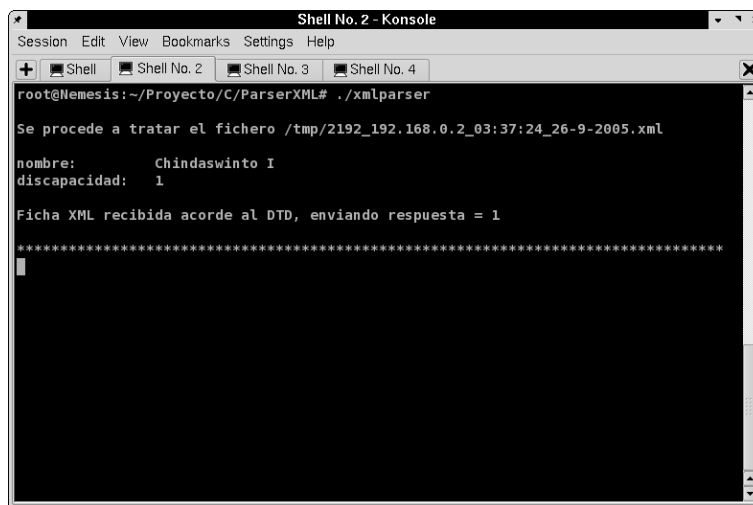 Shell No. 2 - Konsole
Session Edit View Bookmarks Settings Help
Shell Shell No. 2 Shell No. 3 Shell No. 4
root@Nemesis:~/Proyecto/C/ParserXML# ./xmlparser
Se procede a tratar el fichero /tmp/2192_192.168.0.2_03:37:24_26-9-2005.xml
nombre: Chindaswinto I
discapacidad: 1
Ficha XML recibida acorde al DTD, enviando respuesta = 1
**********************************************************************************